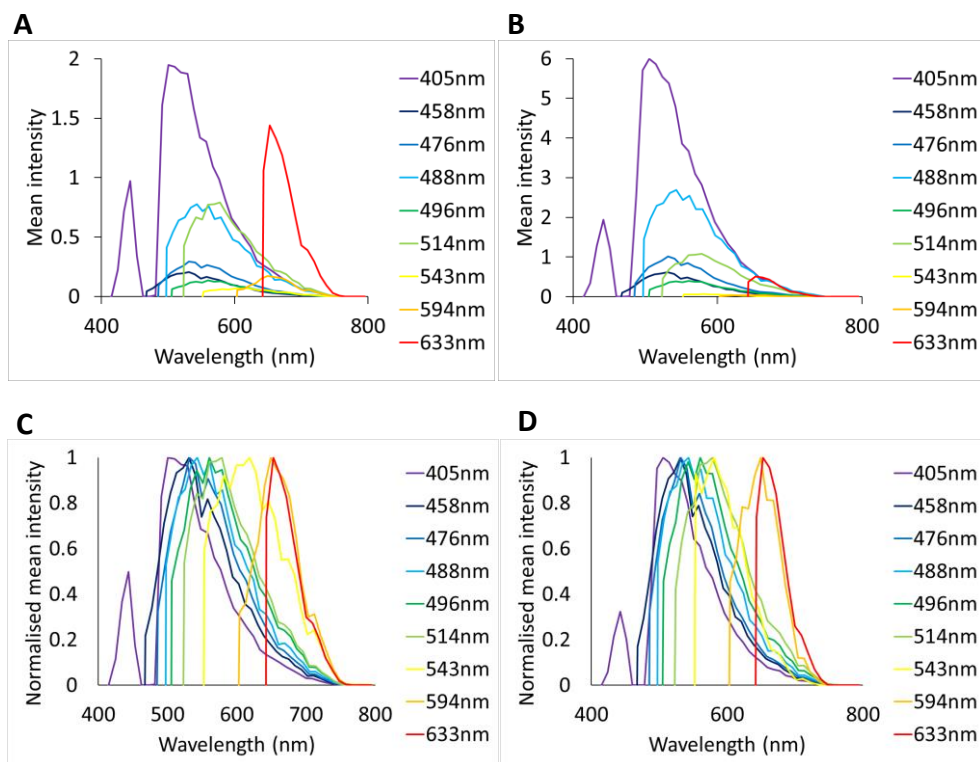 A
Mean intensity
2
1.5
1
0.5
0
400 600 800
Wavelength (nm)
405nm
458nm
476nm
488nm
496nm
514nm
543nm
594nm
633nm
B
Mean intensity
6
5
4
3
2
1
0
400 600 800
Wavelength (nm)
405nm
458nm
476nm
488nm
496nm
514nm
543nm
594nm
633nm
C
Normalised mean intensity
1
0.8
0.6
0.4
0.2
0
400 500 600 700 800
Wavelength (nm)
405nm
458nm
476nm
488nm
496nm
514nm
543nm
594nm
633nm
D
Normalised mean intensity
1
0.8
0.6
0.4
0.2
0
400 600 800
Wavelength (nm)
405nm
458nm
476nm
488nm
496nm
514nm
543nm
594nm
633nm